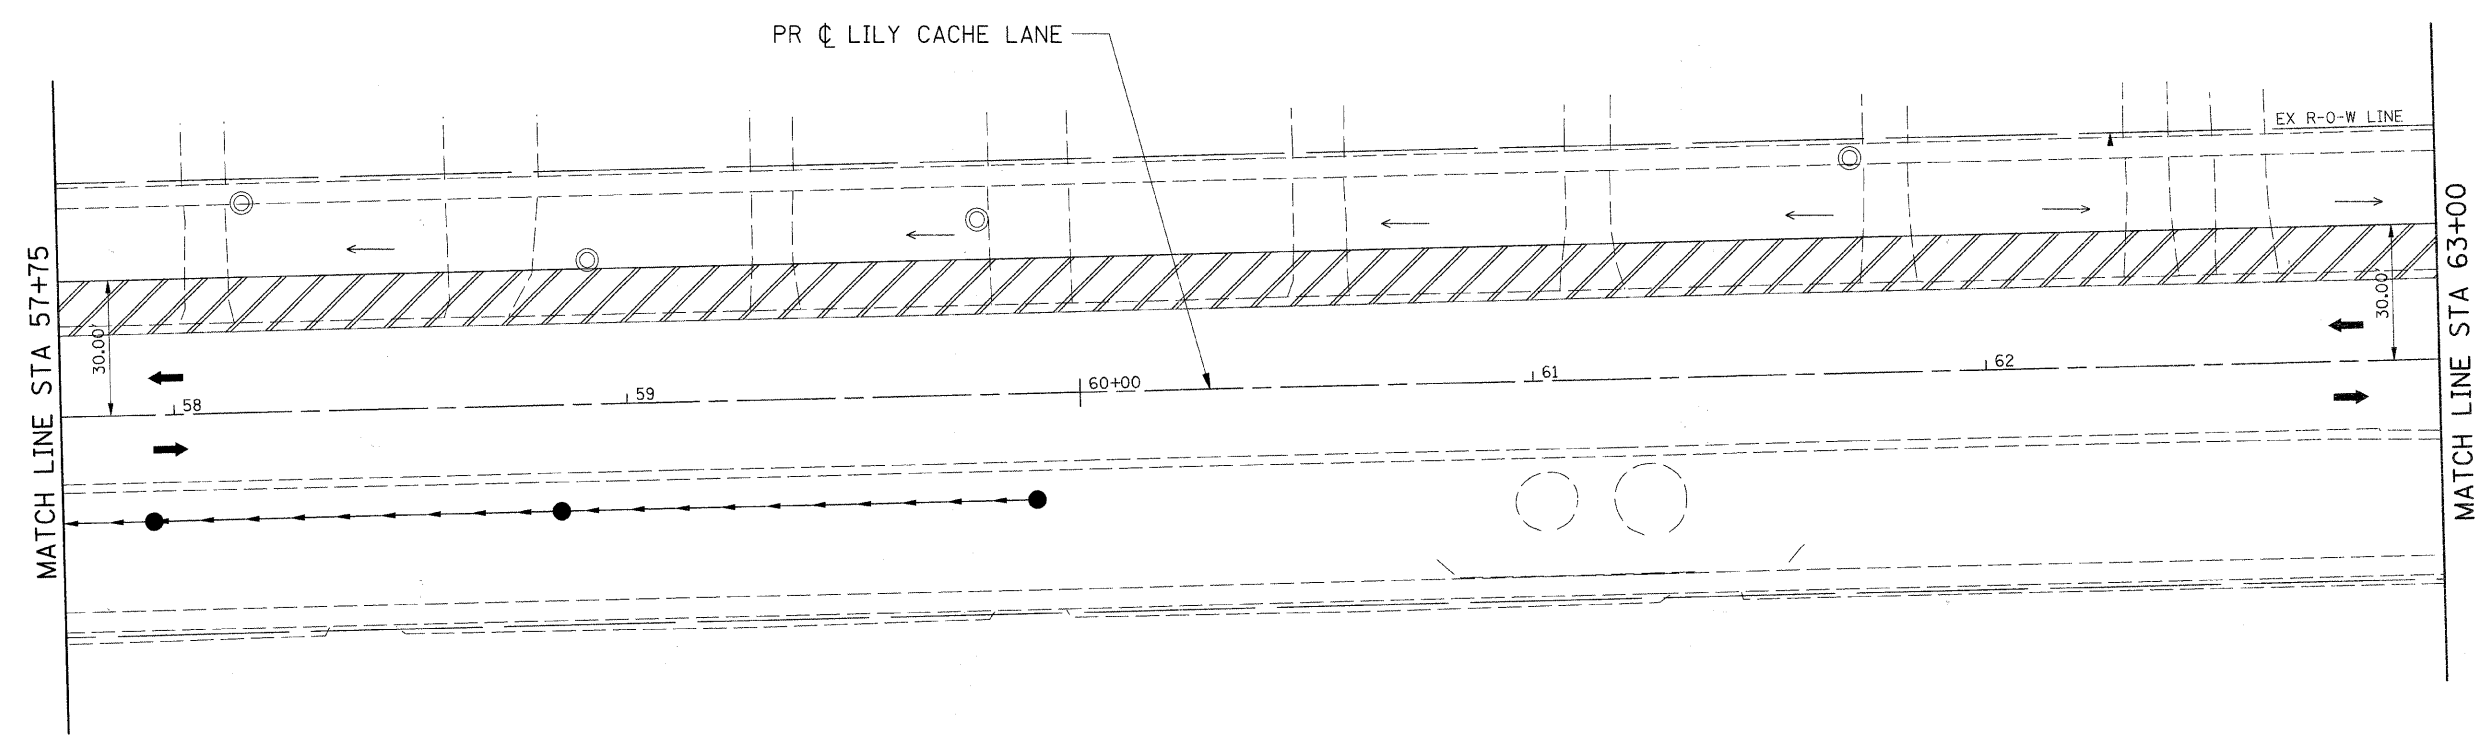 PR ℄ LILY CACHE LANE
EX R-O-W LINE
MATCH LINE STA 57+75
MATCH LINE STA 63+00
30.00'
30.00'
58
59
60+00
61
62